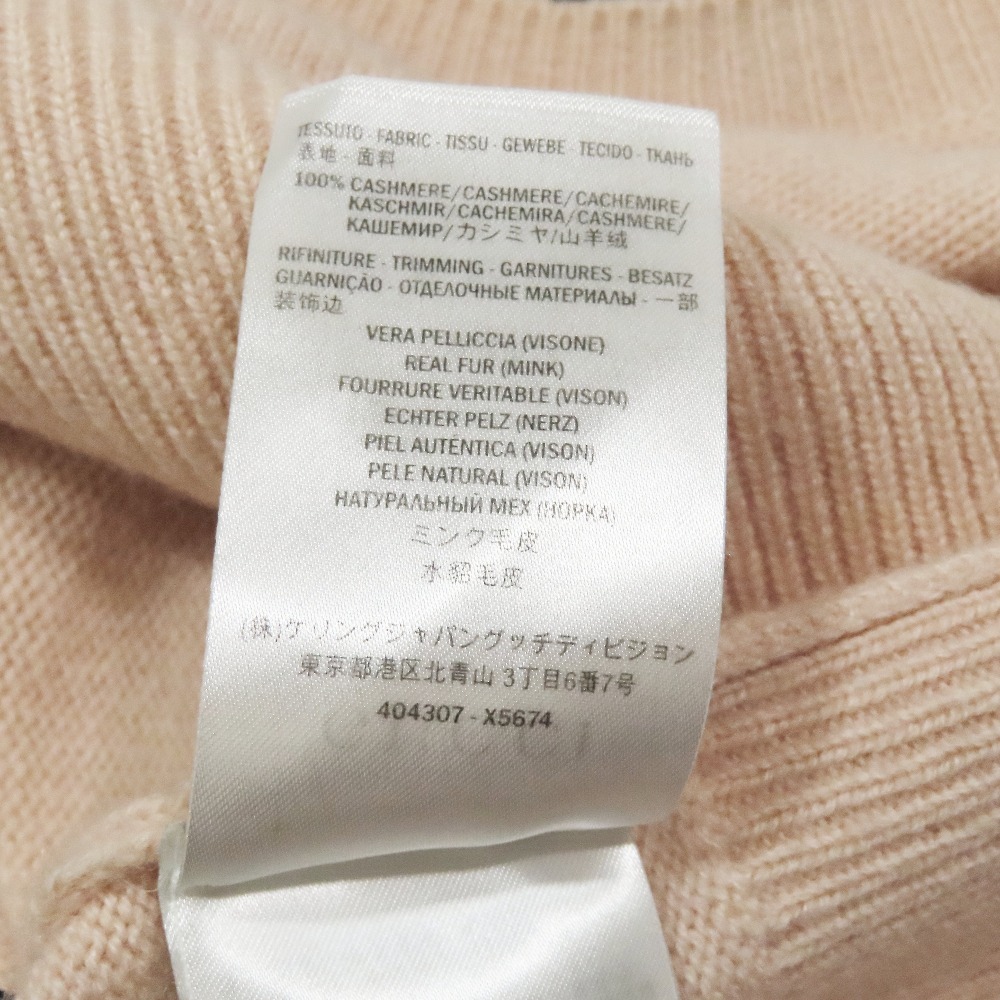 TESSUTO - FABRIC - TISSU - GEWEBE TECIDO - ТКАНЬ
表地 - 面料
100% CASHMERE/CASHMERE/CACHEMIRE/
KASCHMIR/CACHEMIRA/CASHMERE/
КАШЕМИР/カシミヤ/山羊绒
RIFINITURE - TRIMMING - GARNITURES - BESATZ
GUARNIÇÃO - ОТДЕЛОЧНЫЕ МАТЕРИАЛЫ - 一部
装饰边
VERA PELLICCIA (VISONE)
REAL FUR (MINK)
FOURRURE VERITABLE (VISON)
ECHTER PELZ (NERZ)
PIEL AUTÉNTICA (VISON)
PELE NATURAL (VISON)
НАТУРАЛЬНЫЙ МЕХ (НОРКА)
ミンク毛皮
水貂毛皮
(株)ケリングジャパングッチディビジョン
東京都港区北青山 3丁目6番7号
404307 - X5674